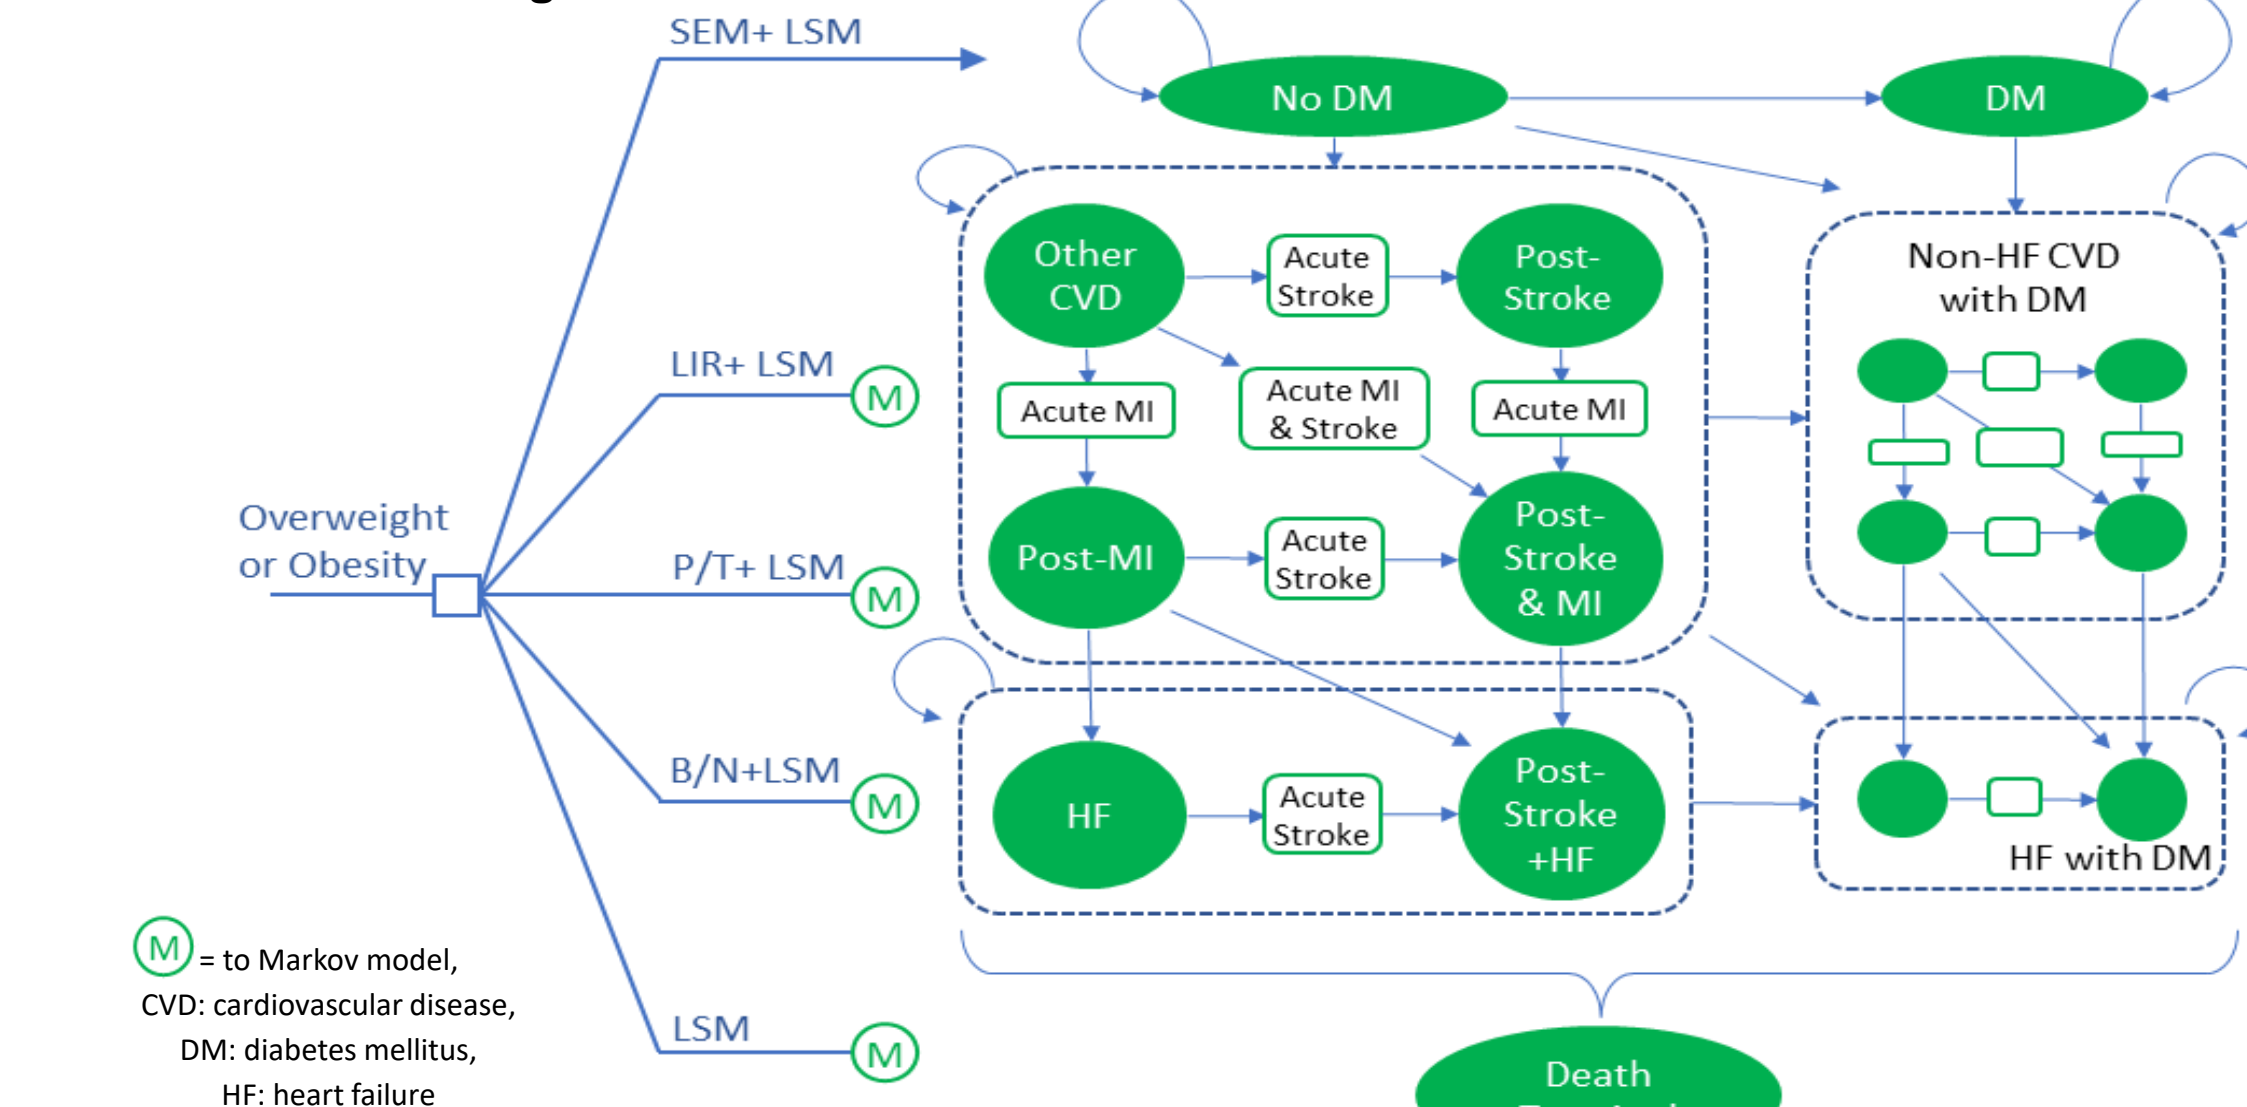 SEM+ LSM
LIR+ LSM
P/T+ LSM
B/N+LSM
LSM
M
M
M
M
Overweight
or Obesity
No DM
DM
Other
CVD
Acute
Stroke
Post-
Stroke
Acute MI
Acute MI
& Stroke
Acute MI
Post-MI
Acute
Stroke
Post-
Stroke
& MI
HF
Acute
Stroke
Post-
Stroke
+HF
Non-HF CVD
with DM
HF with DM
Death
M = to Markov model,
CVD: cardiovascular disease,
DM: diabetes mellitus,
HF: heart failure